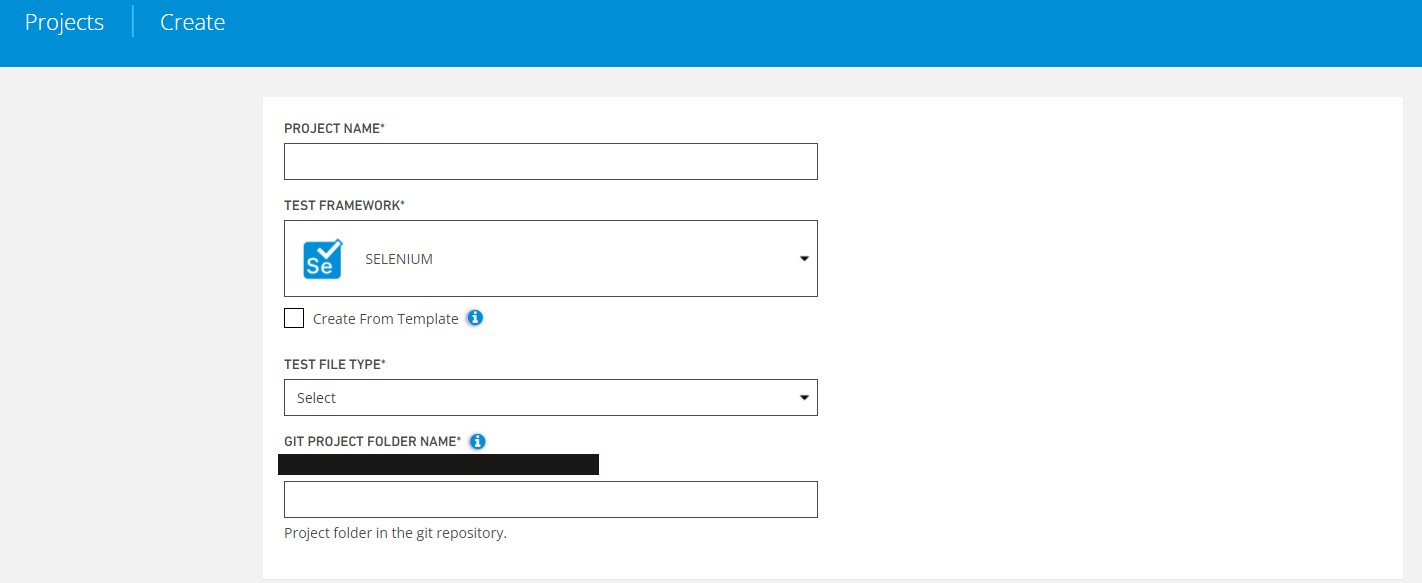 Projects Create
PROJECT NAME*
TEST FRAMEWORK*
Se SELENIUM
Create From Template
TEST FILE TYPE*
Select
GIT PROJECT FOLDER NAME*
Project folder in the git repository.